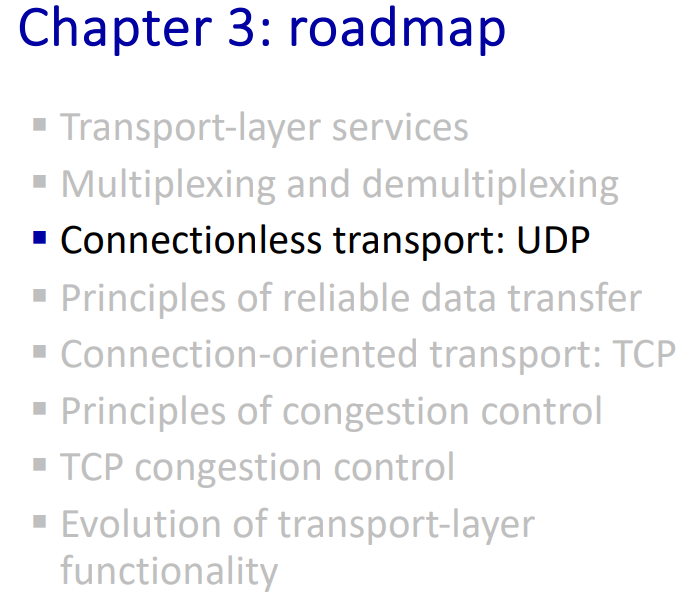 Chapter 3: roadmap
▪ Transport-layer services
▪ Multiplexing and demultiplexing
▪ Connectionless transport: UDP
▪ Principles of reliable data transfer
▪ Connection-oriented transport: TCP
▪ Principles of congestion control
▪ TCP congestion control
▪ Evolution of transport-layer
functionality